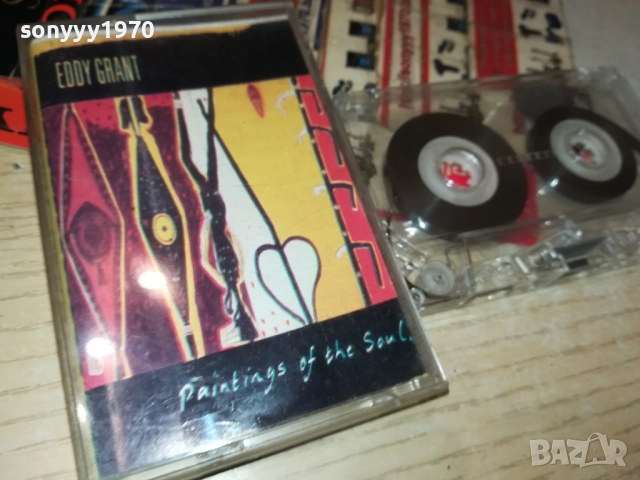 sonyyy1970
EDDY GRANT
Paintings of the Soul.
BAZAR